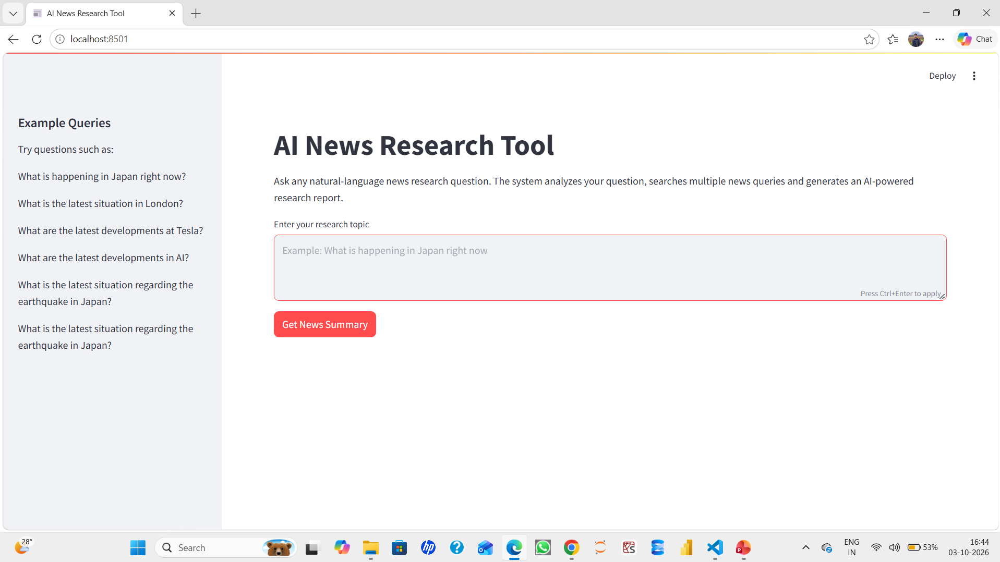 AI News Research Tool
localhost:8501
Chat
Deploy
Example Queries
Try questions such as:
What is happening in Japan right now?
What is the latest situation in London?
What are the latest developments at Tesla?
What are the latest developments in AI?
What is the latest situation regarding the
earthquake in Japan?
What is the latest situation regarding the
earthquake in Japan?
AI News Research Tool
Ask any natural-language news research question. The system analyzes your question, searches multiple news queries and generates an AI-powered
research report.
Enter your research topic
Example: What is happening in Japan right now
Press Ctrl+Enter to apply
Get News Summary
28°
Search
hp
ENG
IN
53%
16:44
03-10-2026